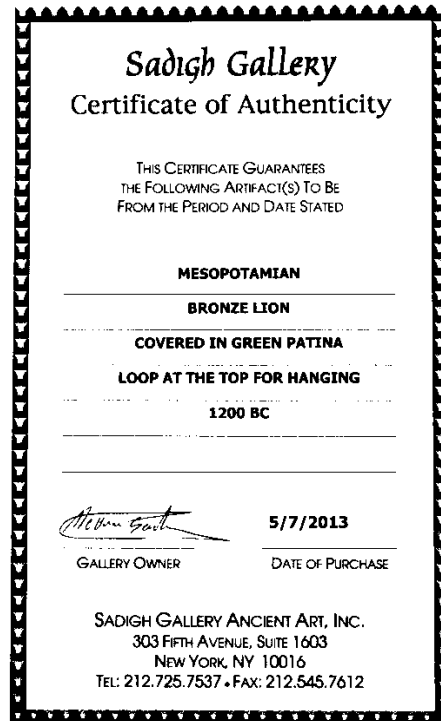 Sadigh Gallery
Certificate of Authenticity
THIS CERTIFICATE GUARANTEES
THE FOLLOWING ARTIFACT(S) TO BE
FROM THE PERIOD AND DATE STATED
MESOPOTAMIAN
BRONZE LION
COVERED IN GREEN PATINA
LOOP AT THE TOP FOR HANGING
1200 BC
5/7/2013
GALLERY OWNER DATE OF PURCHASE
SADIGH GALLERY ANCIENT ART, INC.
303 FIFTH AVENUE, SUITE 1603
NEW YORK, NY 10016
TEL: 212.725.7537 • FAX: 212.545.7612